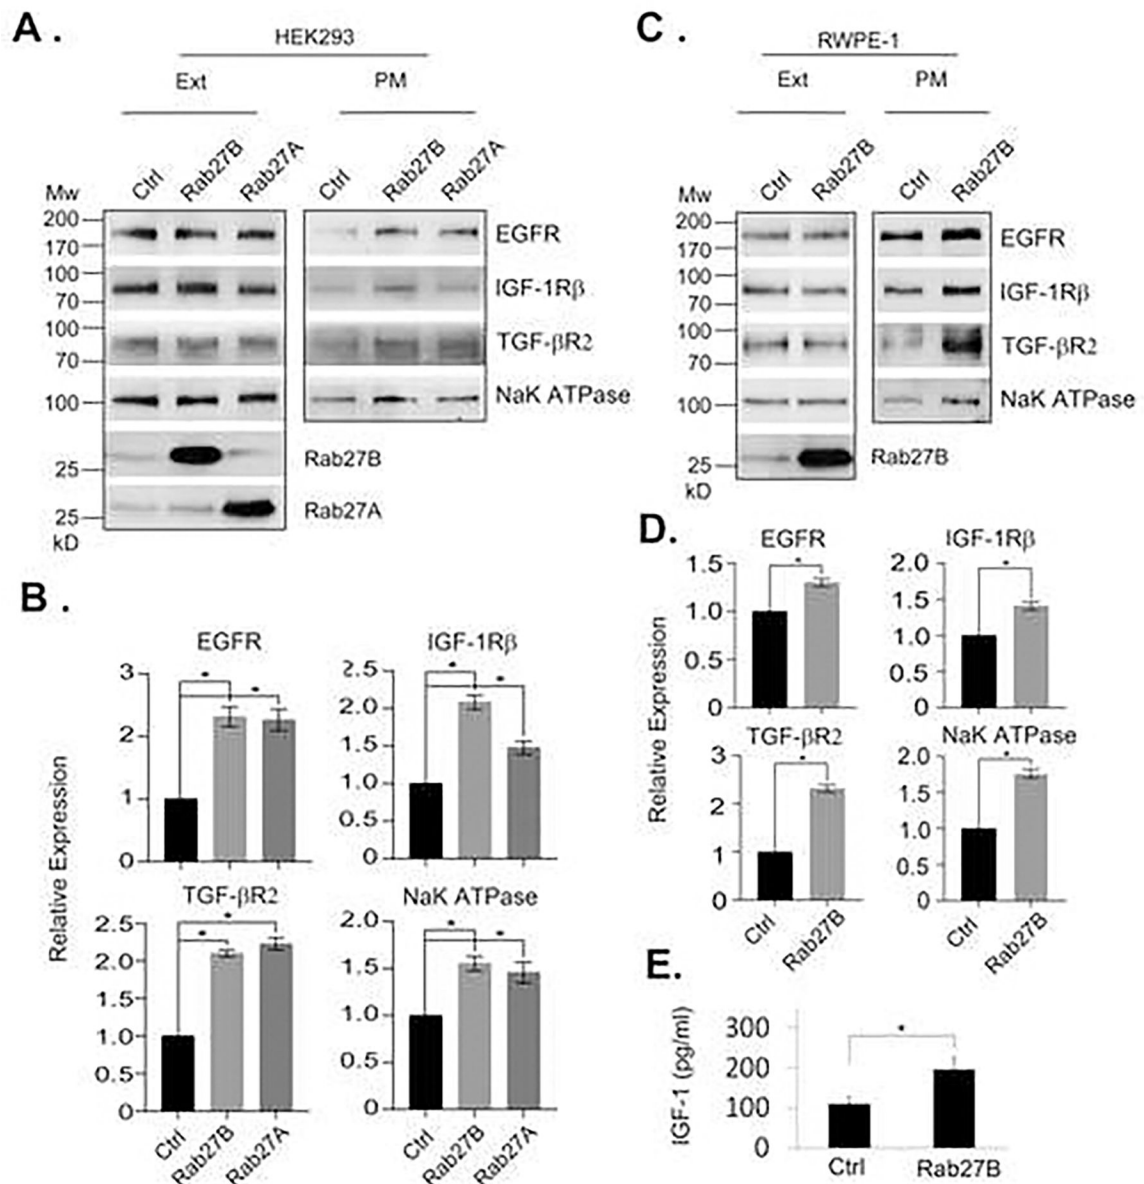 A .
HEK293
Ext PM
Ctrl Rab27B Rab27A Ctrl Rab27B Rab27A
Mw
200
170
EGFR
100
70
IGF-1Rβ
100
70
TGF-βR2
100
NaK ATPase
25
Rab27B
25
Rab27A
kD
B .
Relative Expression
EGFR
3
2
1
0
*
*
IGF-1Rβ
2.5
2.0
1.5
1.0
0.5
0
*
*
TGF-βR2
2.5
2.0
1.5
1.0
0.5
0
*
*
Ctrl Rab27B Rab27A
NaK ATPase
2.0
1.5
1.0
0.5
0
*
*
Ctrl Rab27B Rab27A
C .
RWPE-1
Ext PM
Ctrl Rab27B Ctrl Rab27B
Mw
200
170
EGFR
100
70
IGF-1Rβ
100
70
TGF-βR2
100
NaK ATPase
25
Rab27B
kD
D.
Relative Expression
EGFR
1.5
1.0
0.5
0
*
IGF-1Rβ
2.0
1.5
1.0
0.5
0
*
TGF-βR2
3
2
1
0
*
Ctrl Rab27B
NaK ATPase
2.0
1.5
1.0
0.5
0
*
Ctrl Rab27B
E.
IGF-1 (pg/ml)
300
200
100
0
*
Ctrl Rab27B